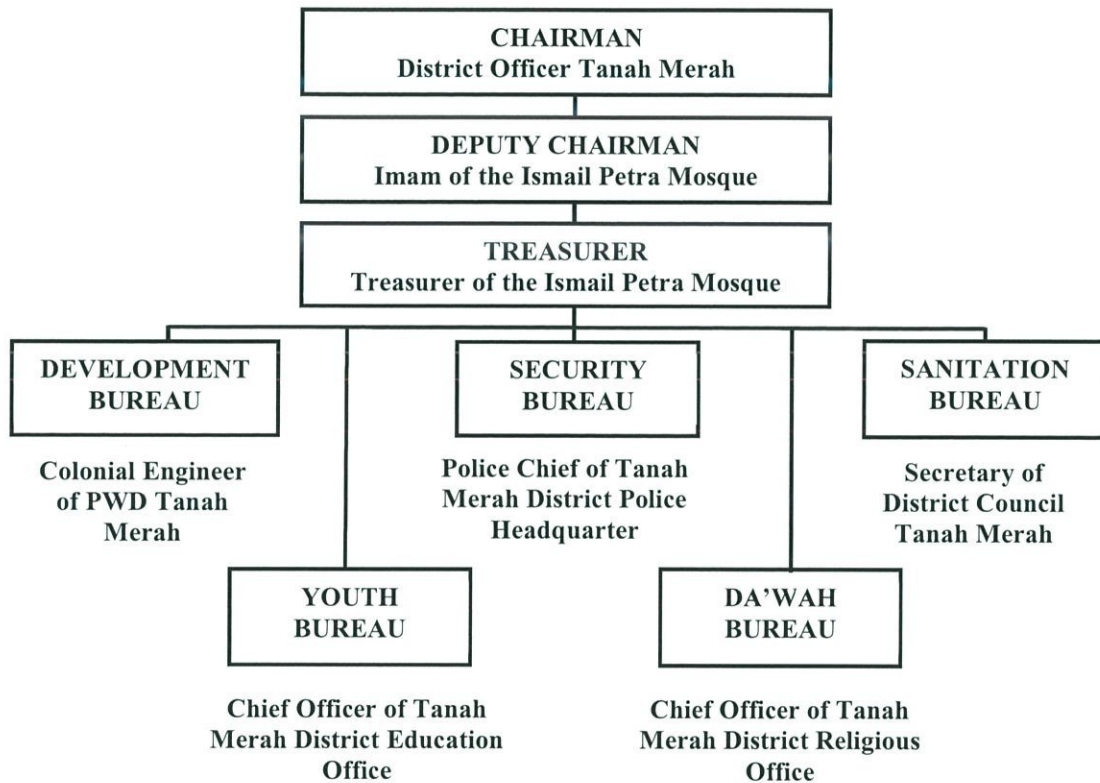 CHAIRMAN
District Officer Tanah Merah
DEPUTY CHAIRMAN
Imam of the Ismail Petra Mosque
TREASURER
Treasurer of the Ismail Petra Mosque
DEVELOPMENT
BUREAU
Colonial Engineer
of PWD Tanah
Merah
SECURITY
BUREAU
Police Chief of Tanah
Merah District Police
Headquarter
SANITATION
BUREAU
Secretary of
District Council
Tanah Merah
YOUTH
BUREAU
Chief Officer of Tanah
Merah District Education
Office
DA’WAH
BUREAU
Chief Officer of Tanah
Merah District Religious
Office